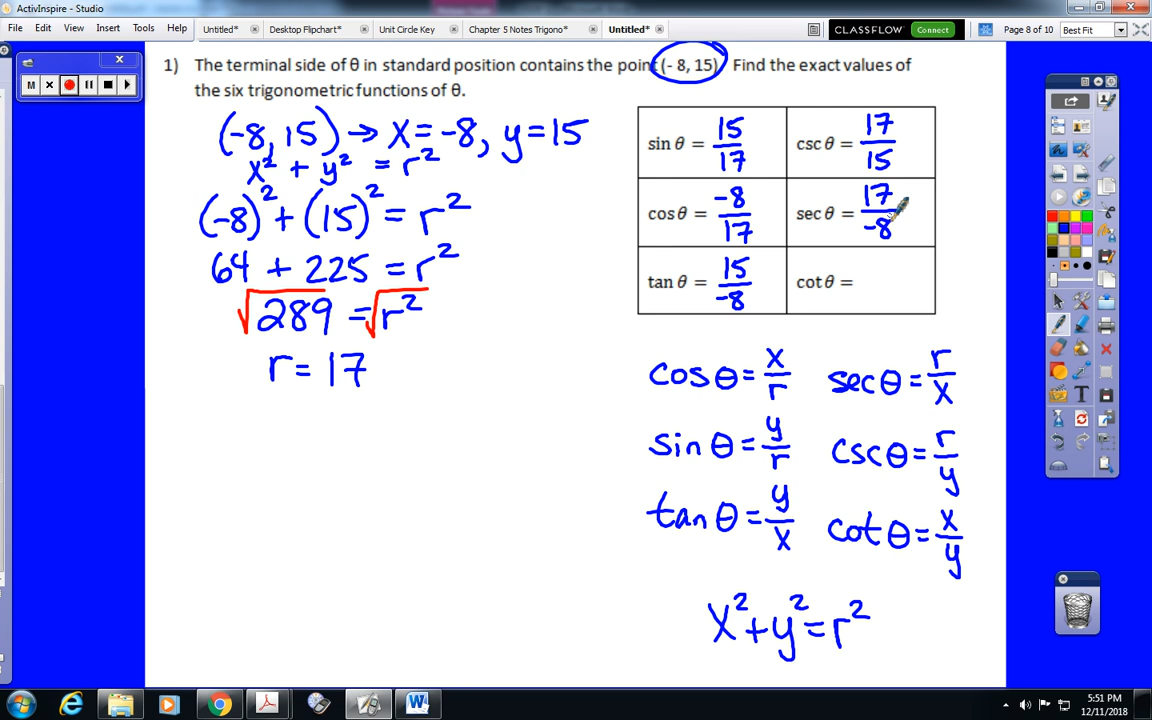 ActivInspire - Studio
File Edit View Insert Tools Help
Untitled* Desktop Flipchart* Unit Circle Key Chapter 5 Notes Trigono* Untitled*
CLASSFLOW Connect Page 8 of 10 Best Fit
1) The terminal side of θ in standard position contains the point (- 8, 15). Find the exact values of
the six trigonometric functions of θ.
(-8, 15) → x = -8, y = 15
x² + y² = r²
(-8)² + (15)² = r²
64 + 225 = r²
√289 = √r²
r = 17
sin θ = 15/17 csc θ = 17/15
cos θ = -8/17 sec θ = 17/-8
tan θ = 15/-8 cot θ =
cos θ = x/r sec θ = r/x
sin θ = y/r csc θ = r/y
tan θ = y/x cot θ = x/y
x² + y² = r²
M
T
W
5:51 PM
12/11/2018